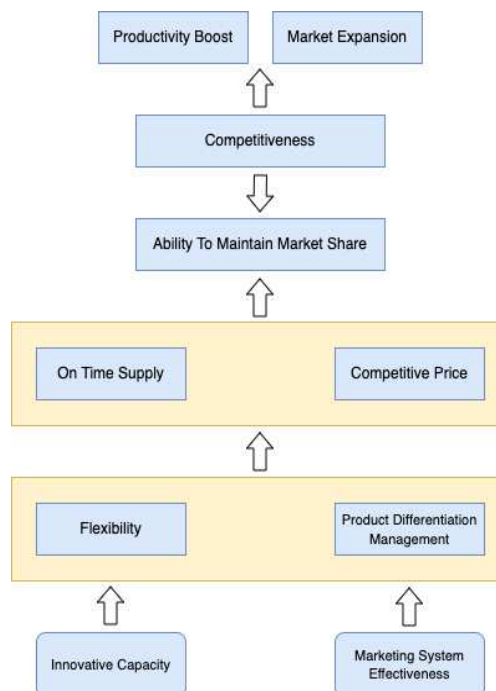 Productivity Boost
Market Expansion
Competitiveness
Ability To Maintain Market Share
On Time Supply
Competitive Price
Flexibility
Product Differentiation
Management
Innovative Capacity
Marketing System
Effectiveness